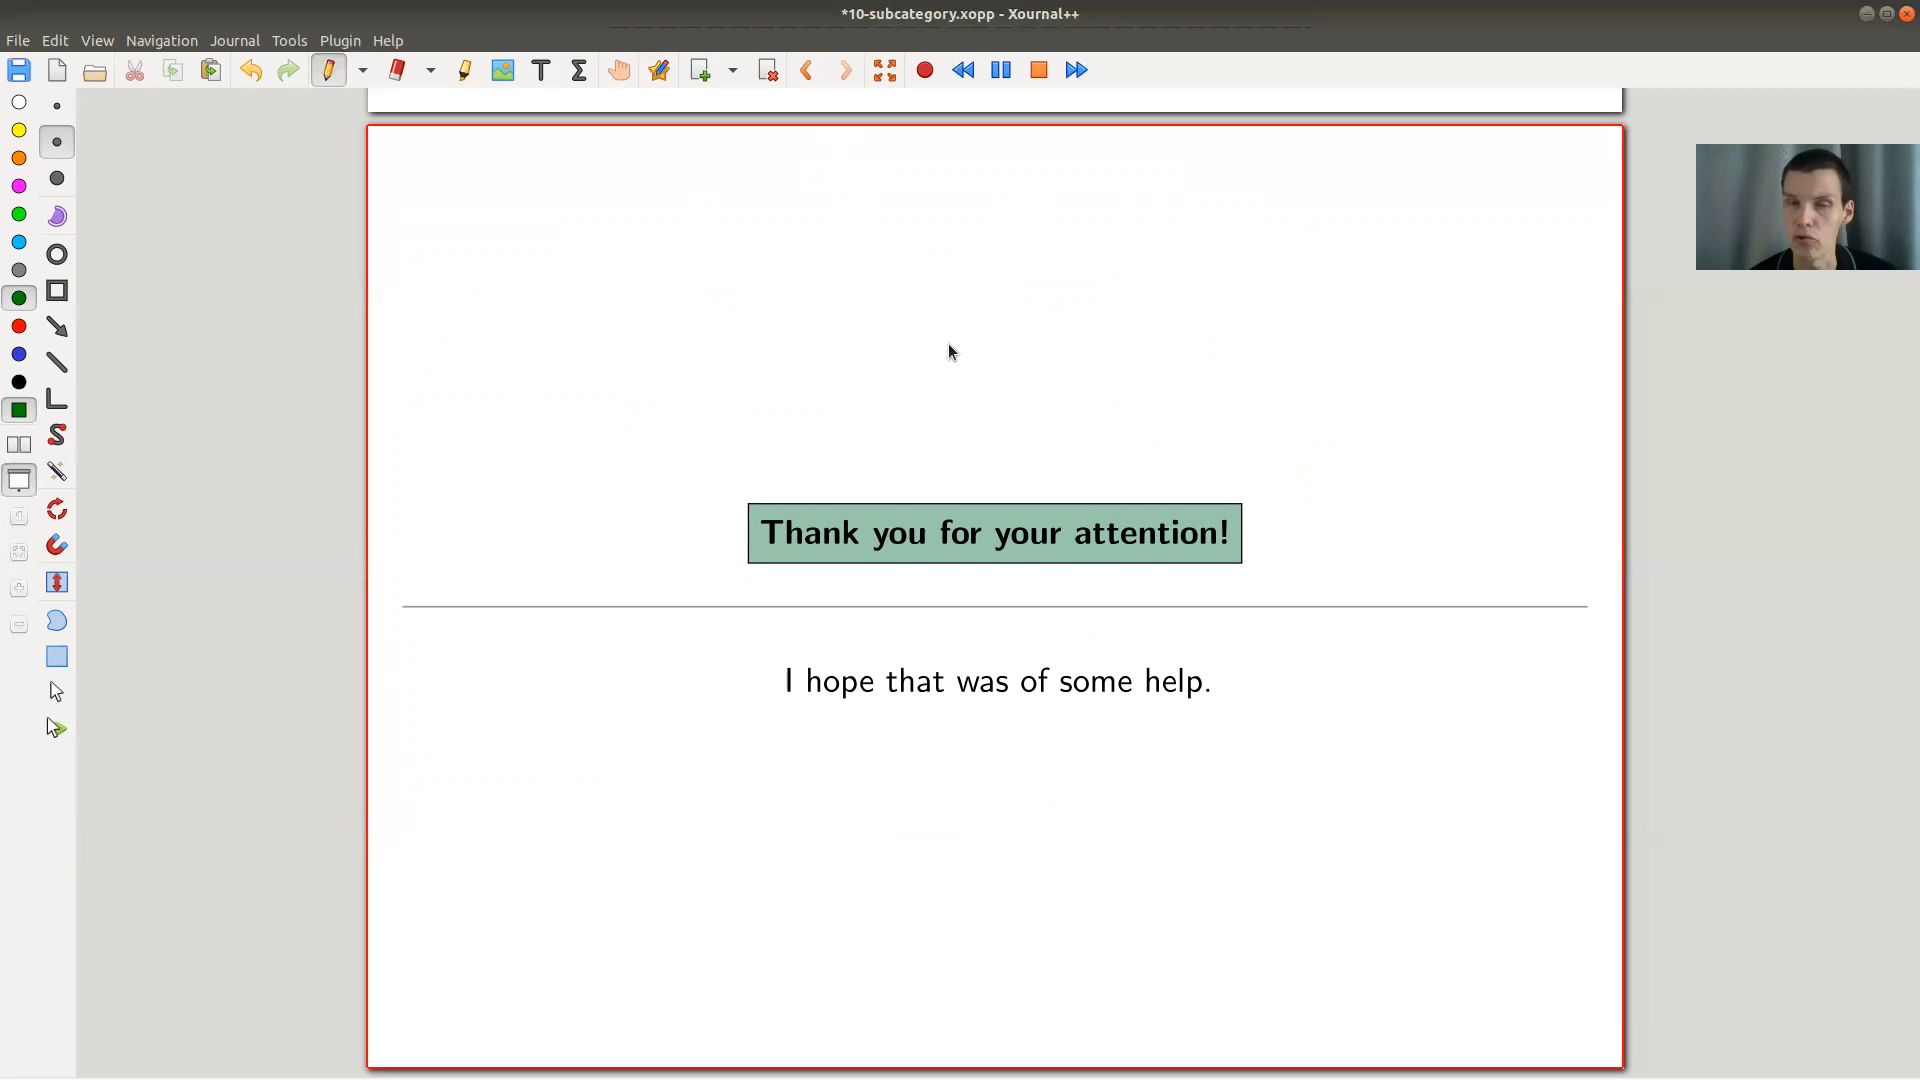 *10-subcategory.xopp - Xournal++
File Edit View Navigation Journal Tools Plugin Help
Thank you for your attention!
I hope that was of some help.